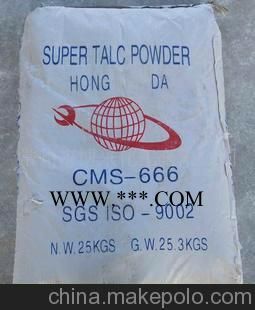 SUPER TALC POWDER
HONG DA
CMS-666
WWW.***.COM
SGS ISO-9002
N.W.25KGS G.W.25.3KGS
china.makepolo.com